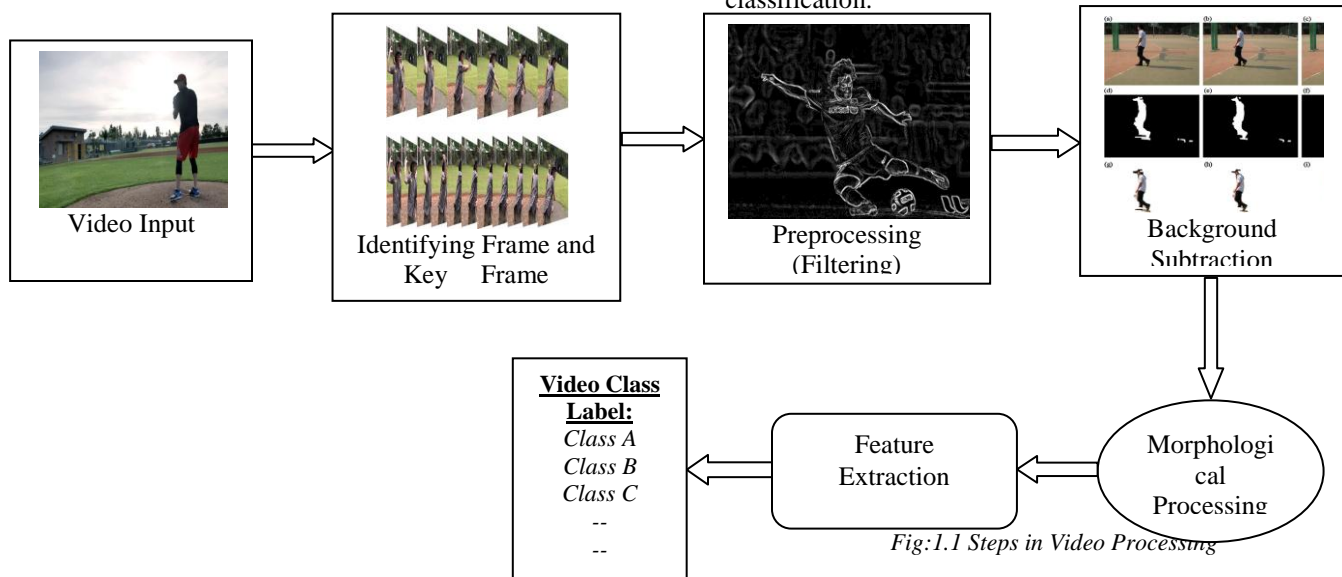 classification.
Video Input
Identifying Frame and
Key Frame
Preprocessing
(Filtering)
(a) (b) (c)
(d) (e) (f)
(g) (h) (i)
Background
Subtraction
Morphologi
cal
Processing
Feature
Extraction
Video Class
Label:
Class A
Class B
Class C
--
--
Fig:1.1 Steps in Video Processing